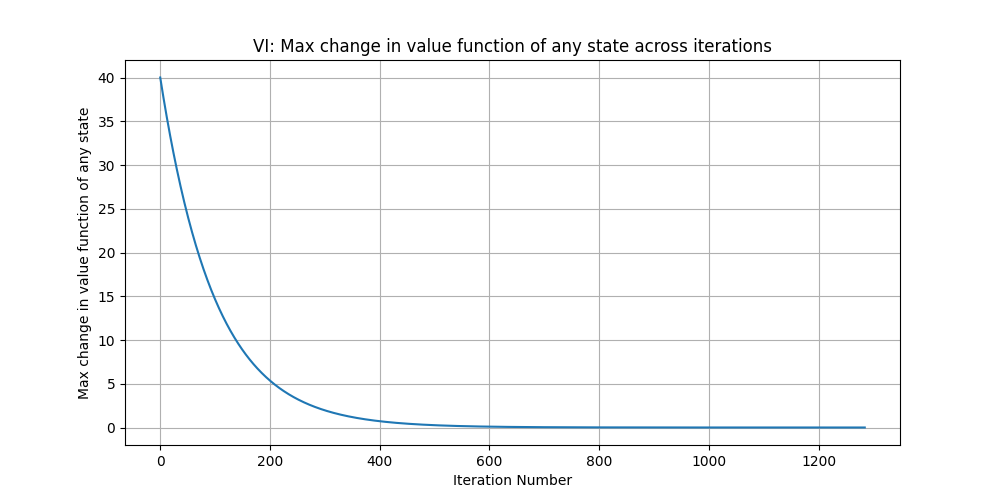 VI: Max change in value function of any state across iterations
Max change in value function of any state
40
35
30
25
20
15
10
5
0
0 200 400 600 800 1000 1200
Iteration Number